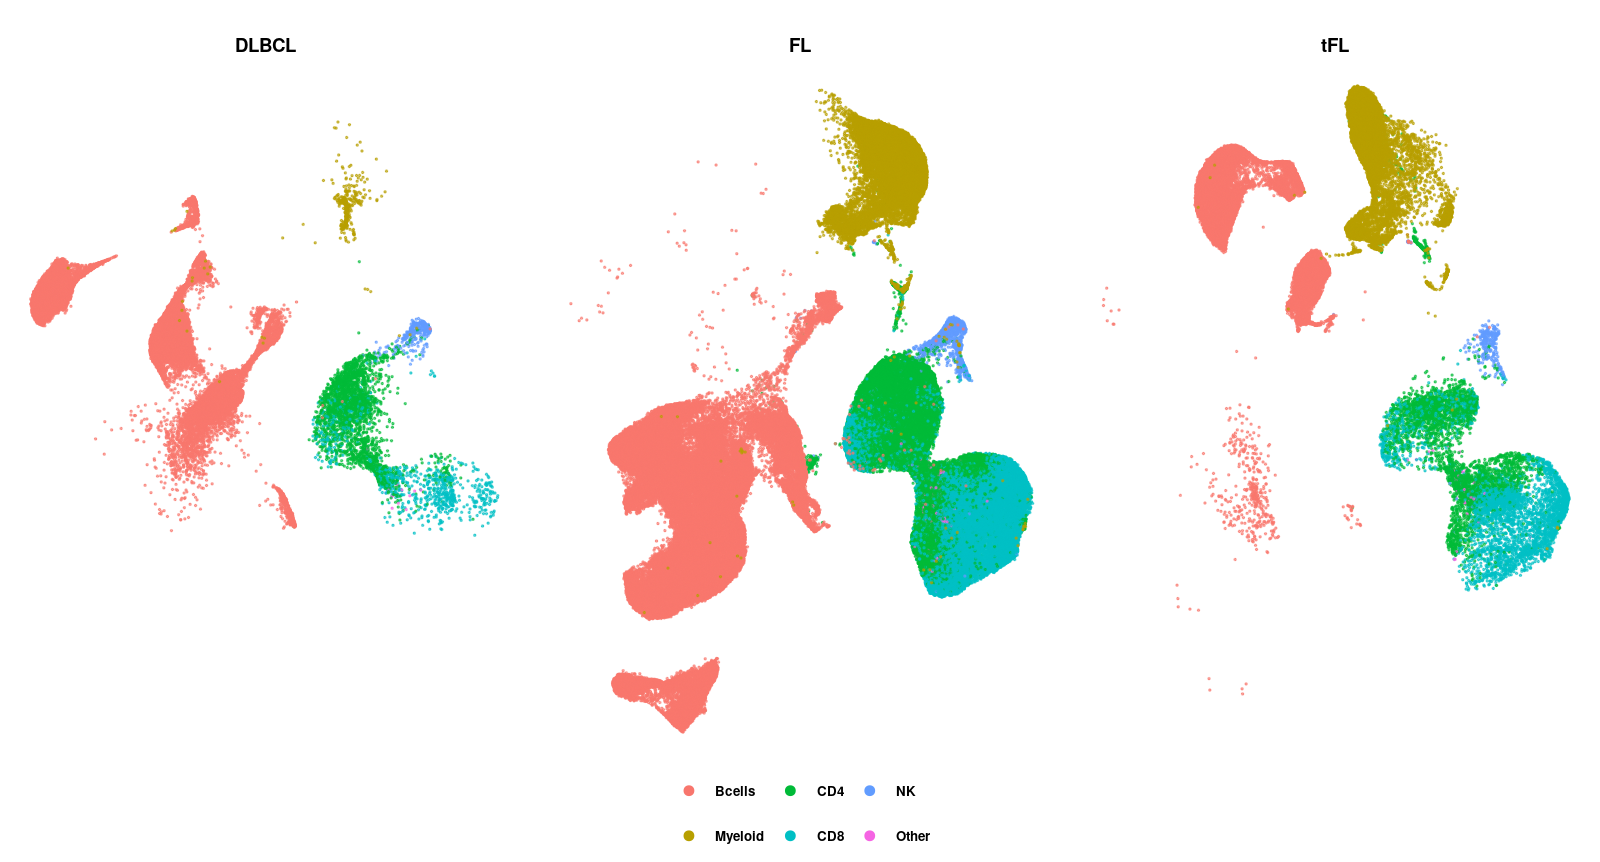 DLBCL FL tFL
Bcells CD4 NK
Myeloid CD8 Other